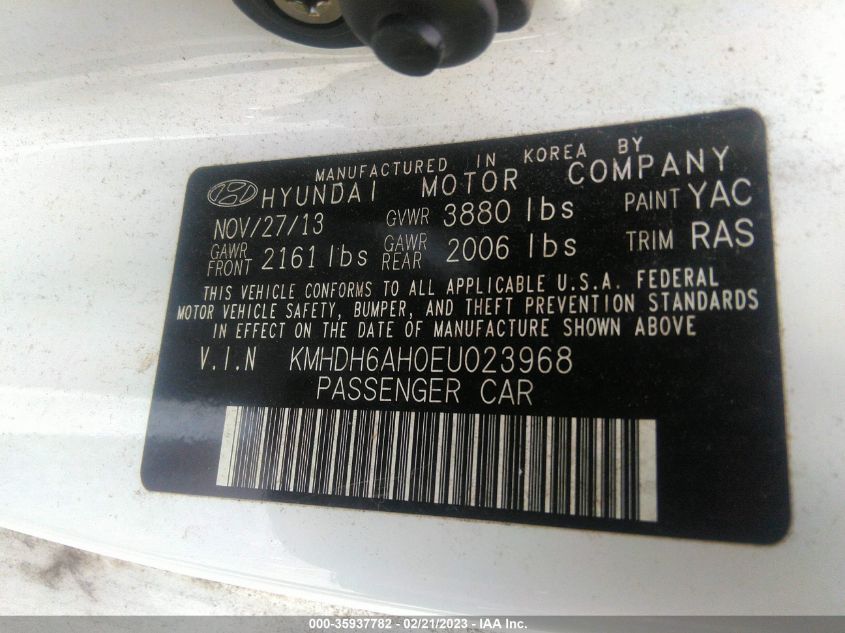 MANUFACTURED IN KOREA BY
HYUNDAI MOTOR COMPANY
NOV/27/13 GVWR 3880 lbs PAINT YAC
GAWR FRONT 2161 lbs GAWR REAR 2006 lbs TRIM RAS
THIS VEHICLE CONFORMS TO ALL APPLICABLE U.S.A. FEDERAL
MOTOR VEHICLE SAFETY, BUMPER, AND THEFT PREVENTION STANDARDS
IN EFFECT ON THE DATE OF MANUFACTURE SHOWN ABOVE
V.I.N KMHDH6AH0EU023968
PASSENGER CAR
000-35937782 - 02/21/2023 - IAA Inc.